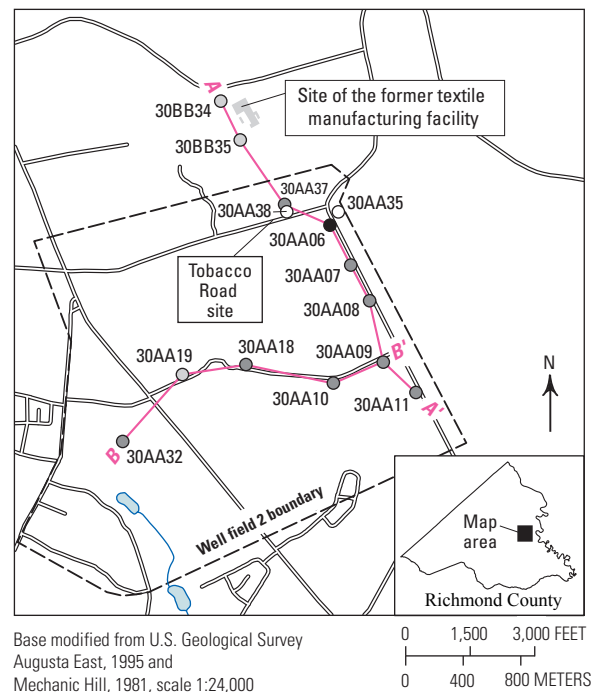 A
30BB34
Site of the former textile
manufacturing facility
30BB35
30AA37
30AA38
30AA35
30AA06
Tobacco
Road
site
30AA07
30AA08
30AA19
30AA18
30AA09
B'
N
30AA10
30AA11
A'
B
30AA32
Well field 2 boundary
Map
area
Richmond County
Base modified from U.S. Geological Survey
Augusta East, 1995 and
Mechanic Hill, 1981, scale 1:24,000
0 1,500 3,000 FEET
0 400 800 METERS